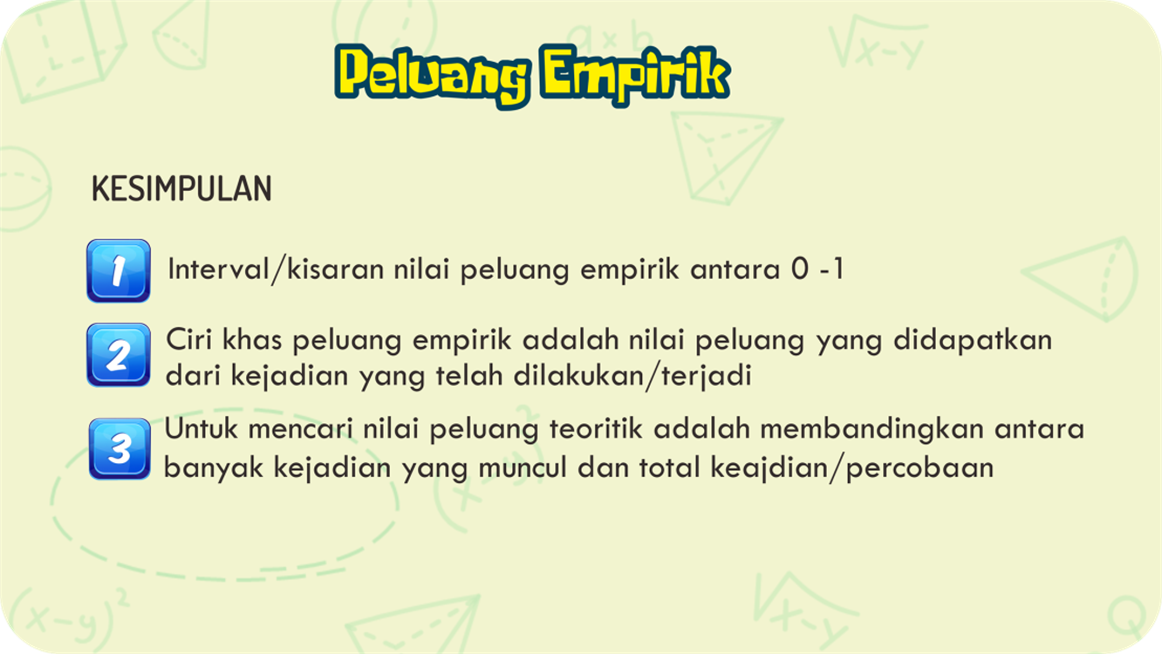 a×b
√x-y
Peluang Empirik
KESIMPULAN
1 Interval/kisaran nilai peluang empirik antara 0 -1
2 Ciri khas peluang empirik adalah nilai peluang yang didapatkan
dari kejadian yang telah dilakukan/terjadi
3 Untuk mencari nilai peluang teoritik adalah membandingkan antara
banyak kejadian yang muncul dan total keajdian/percobaan
(x-y)²
(x-y)²
√x-y